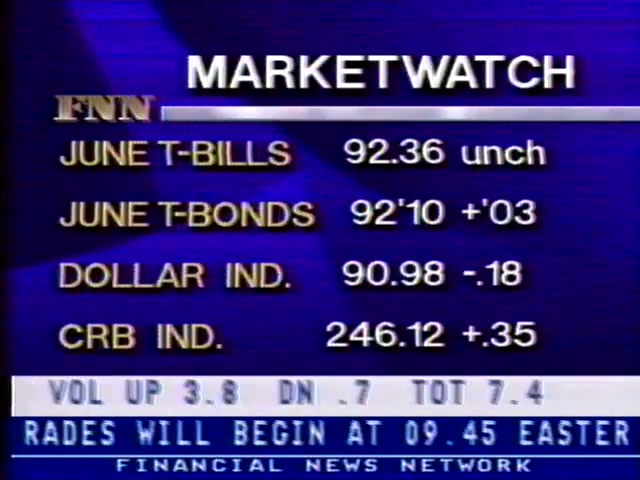 MARKETWATCH
FNN
JUNE T-BILLS 92.36 unch
JUNE T-BONDS 92'10 +'03
DOLLAR IND. 90.98 -.18
CRB IND. 246.12 +.35
VOL UP 3.8 DN .7 TOT 7.4
RADES WILL BEGIN AT 09.45 EASTER
FINANCIAL NEWS NETWORK